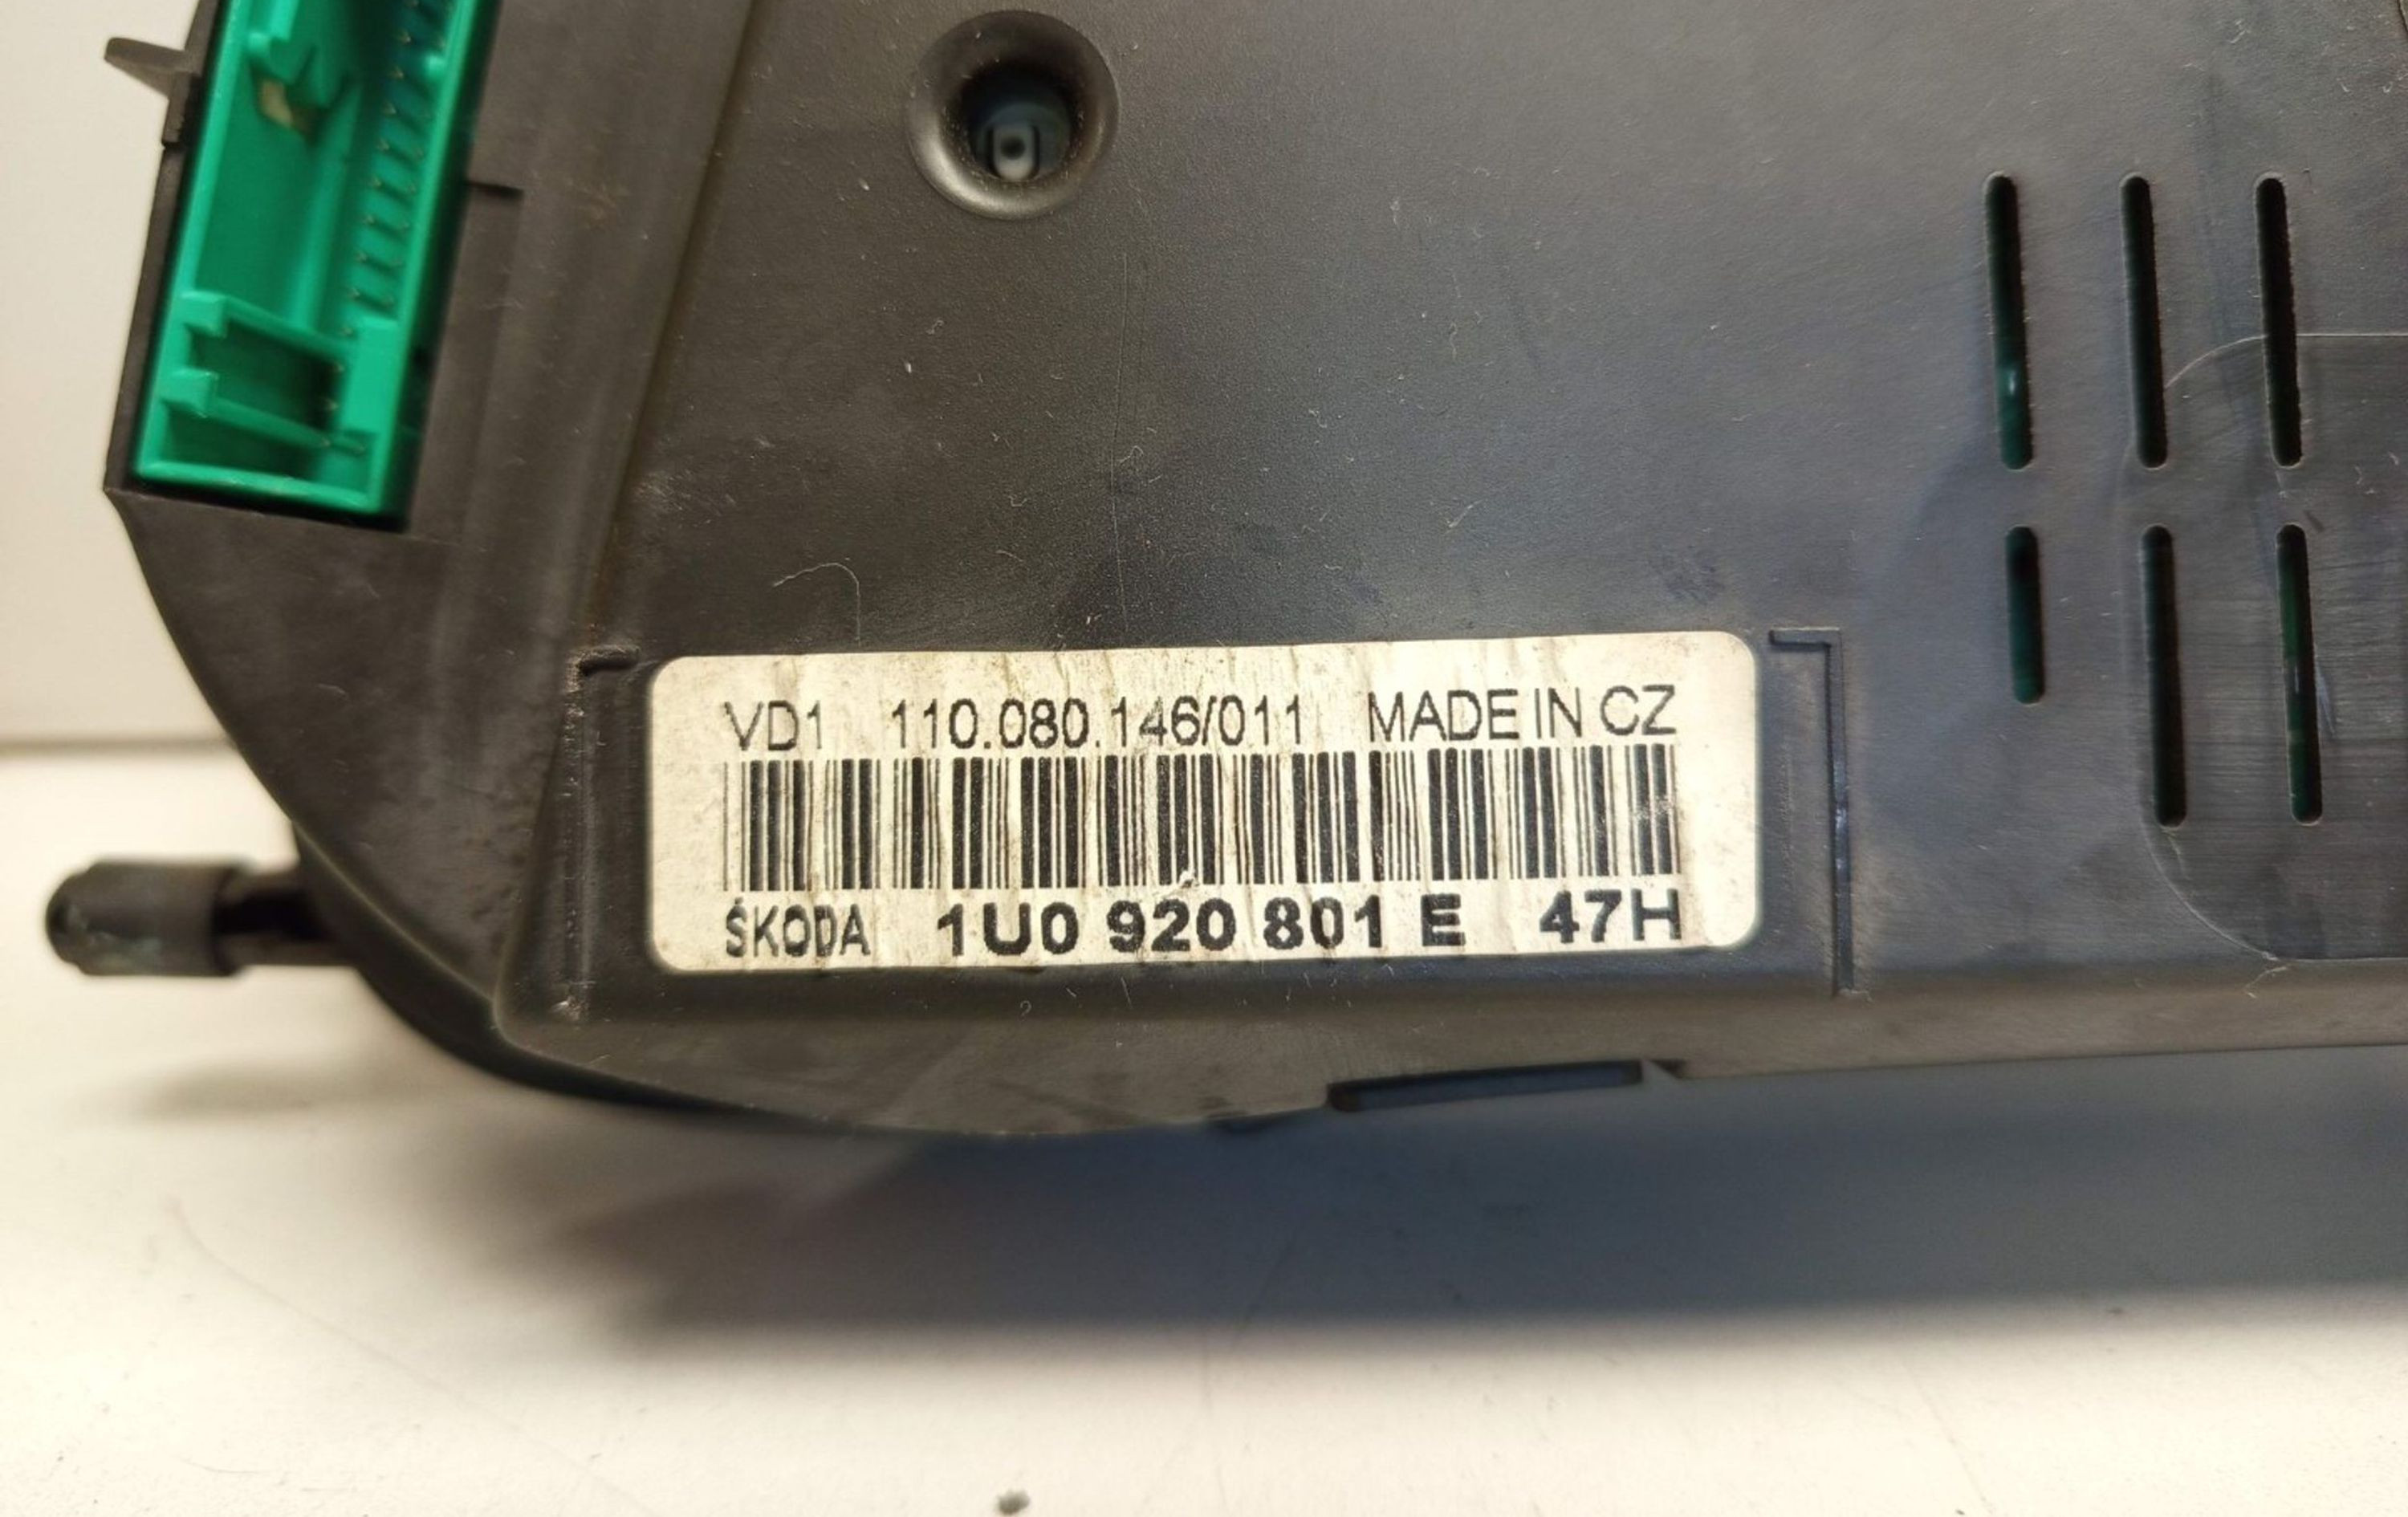 VD1 110.080.146/011 MADE IN CZ
ŠKODA 1U0 920 801 E 47H